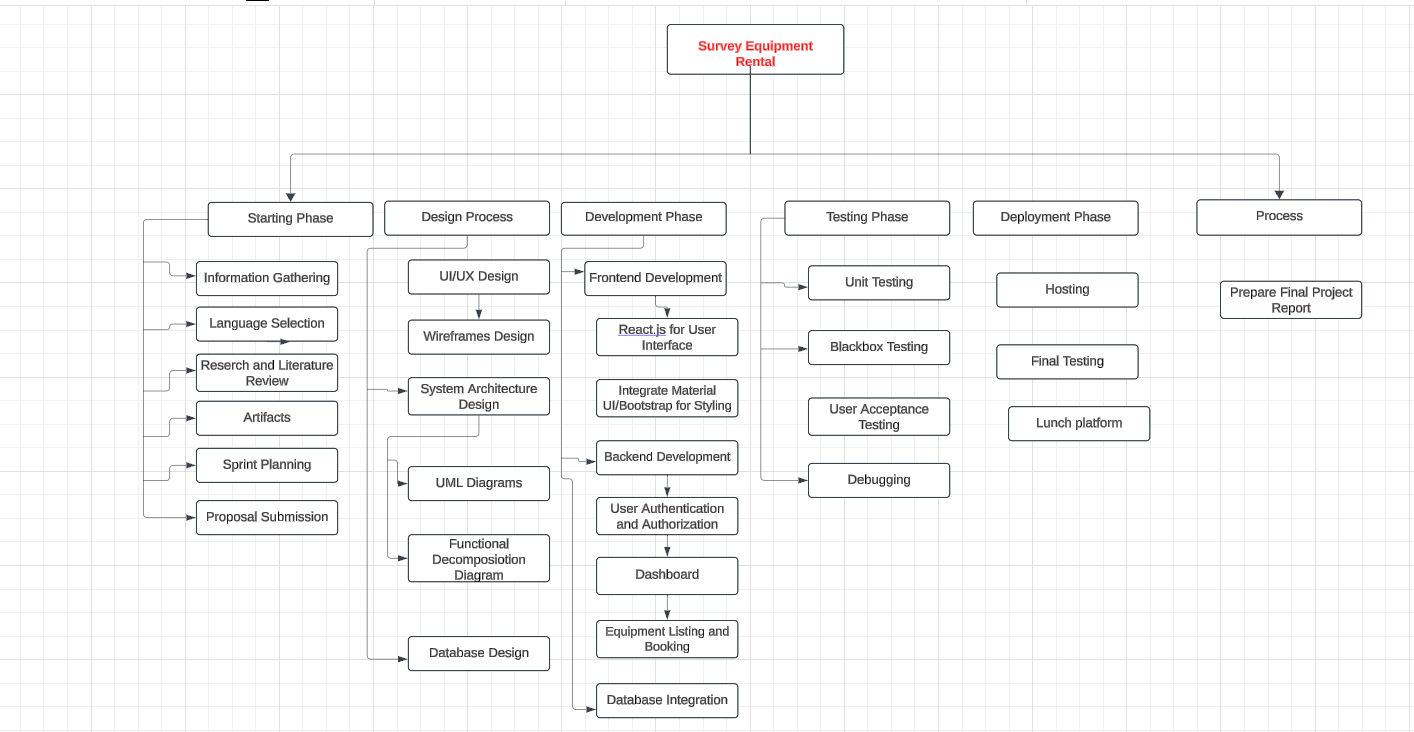 Survey Equipment
Rental
Starting Phase
Design Process
Development Phase
Testing Phase
Deployment Phase
Process
Information Gathering
Language Selection
Reserch and Literature
Review
Artifacts
Sprint Planning
Proposal Submission
UI/UX Design
Wireframes Design
System Architecture
Design
UML Diagrams
Functional
Decomposiotion
Diagram
Database Design
Frontend Development
React.js for User
Interface
Integrate Material
UI/Bootstrap for Styling
Backend Development
User Authentication
and Authorization
Dashboard
Equipment Listing and
Booking
Database Integration
Unit Testing
Blackbox Testing
User Acceptance
Testing
Debugging
Hosting
Final Testing
Lunch platform
Prepare Final Project
Report